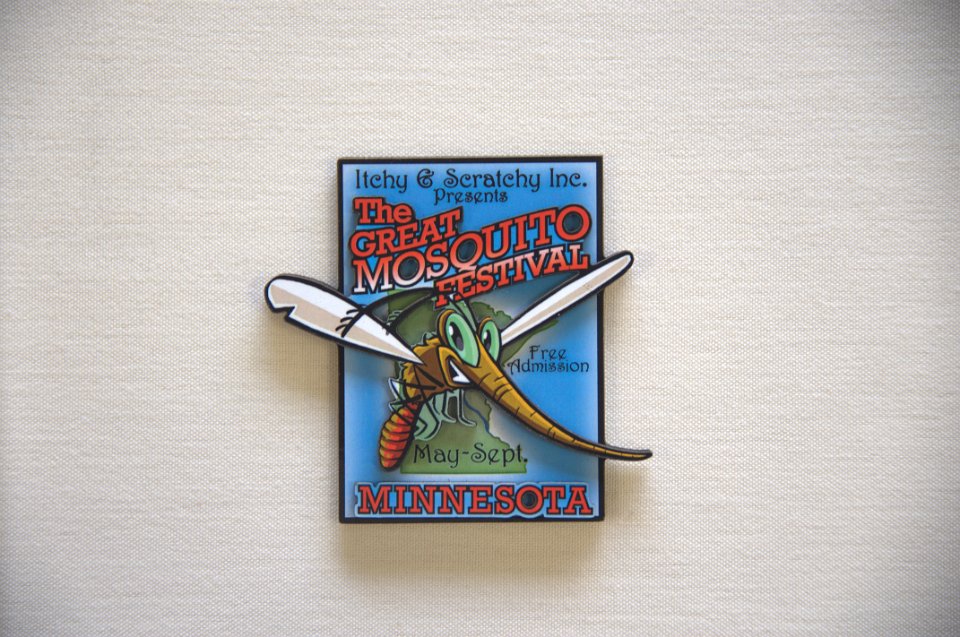 Itchy & Scratchy Inc.
Presents
The
GREAT
MOSQUITO
FESTIVAL
Free
Admission
May-Sept.
MINNESOTA